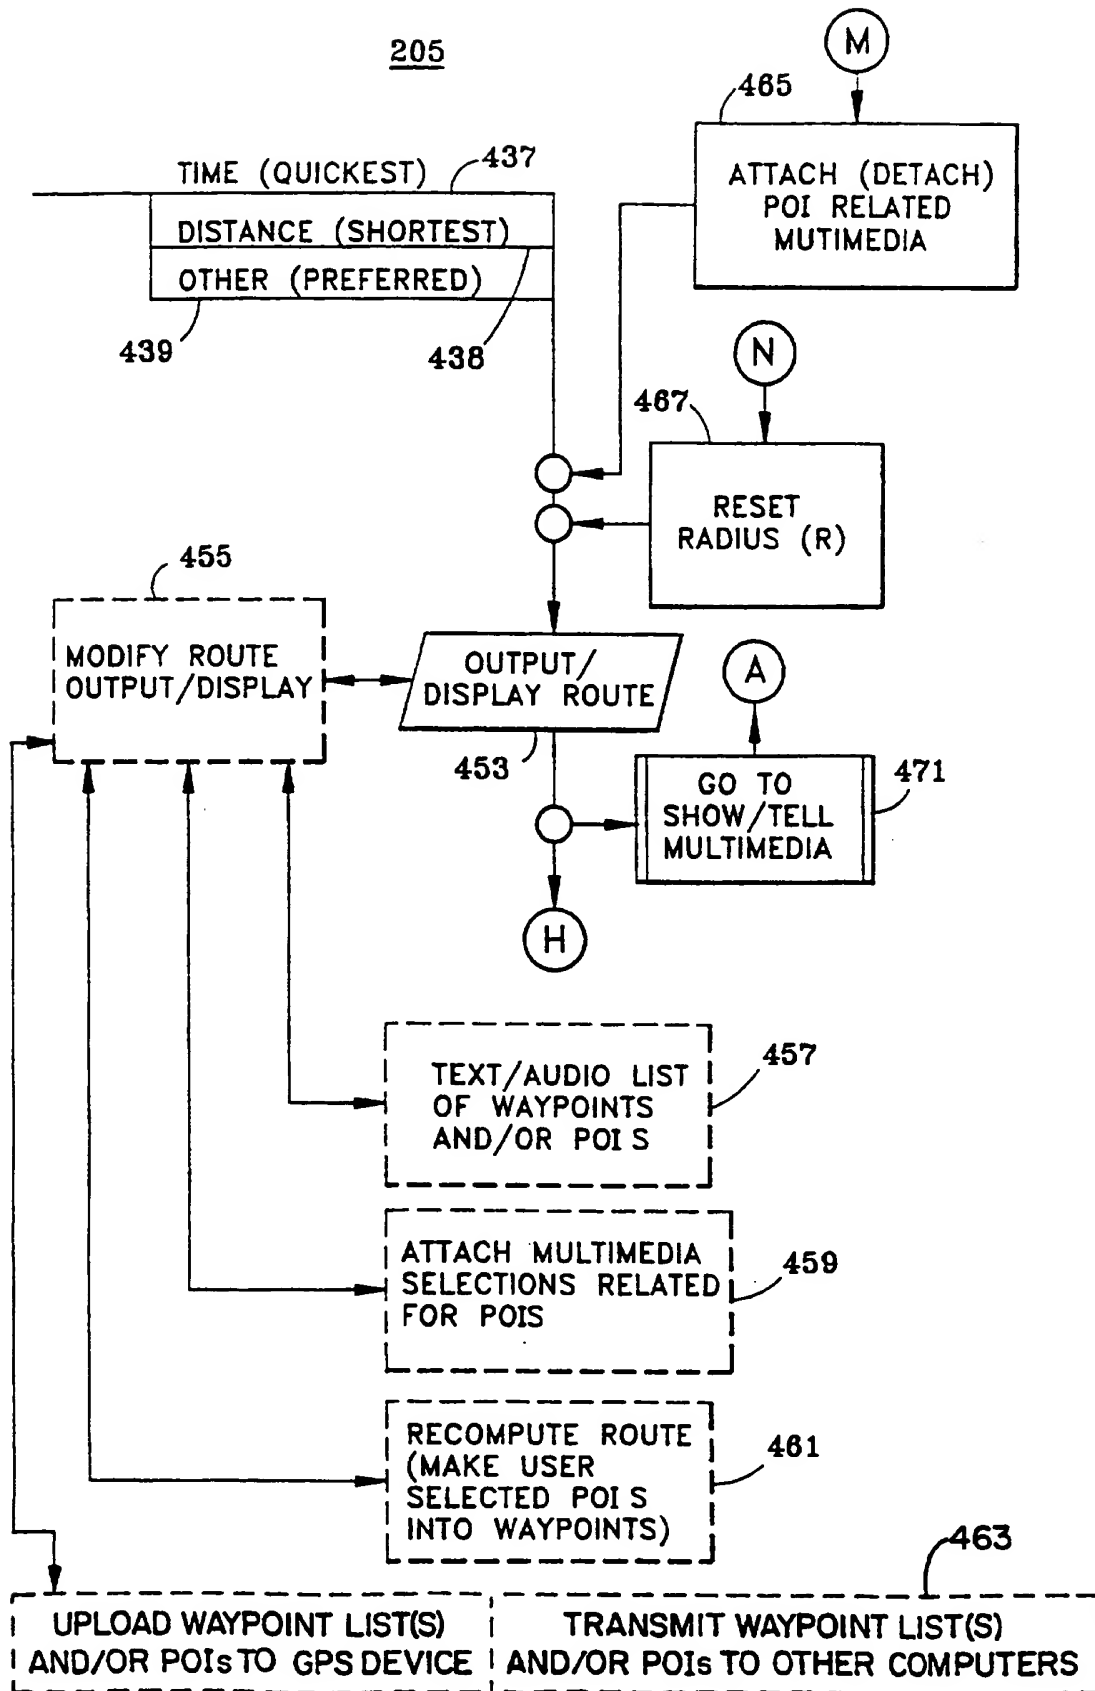 205
M
465
ATTACH (DETACH)
POI RELATED
MUTIMEDIA
TIME (QUICKEST)
437
DISTANCE (SHORTEST)
OTHER (PREFERRED)
439
438
N
467
RESET
RADIUS (R)
455
MODIFY ROUTE
OUTPUT/DISPLAY
OUTPUT/
DISPLAY ROUTE
453
A
GO TO
SHOW/TELL
MULTIMEDIA
471
H
TEXT/AUDIO LIST
OF WAYPOINTS
AND/OR POI S
457
ATTACH MULTIMEDIA
SELECTIONS RELATED
FOR POIS
459
RECOMPUTE ROUTE
(MAKE USER
SELECTED POI S
INTO WAYPOINTS)
461
463
UPLOAD WAYPOINT LIST(S)
AND/OR POIs TO GPS DEVICE
TRANSMIT WAYPOINT LIST(S)
AND/OR POIs TO OTHER COMPUTERS